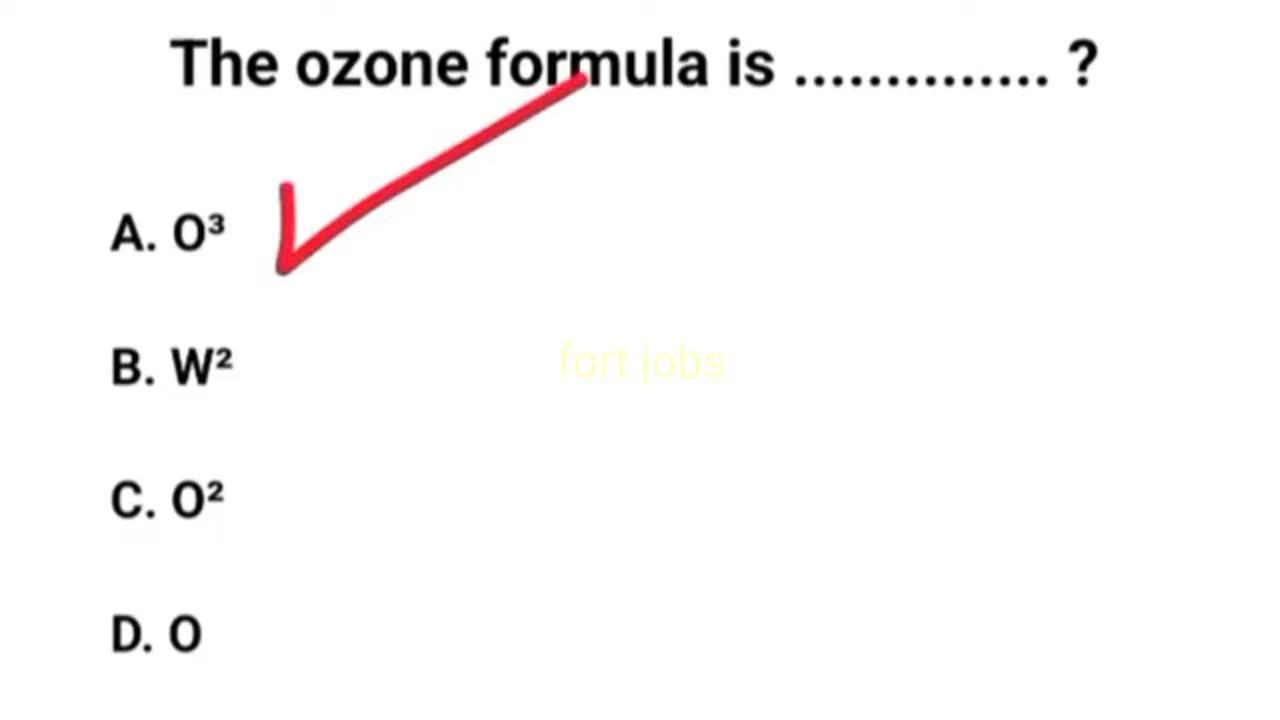 The ozone formula is .............. ?
A. O³
B. W²
fort jobs
C. O²
D. O